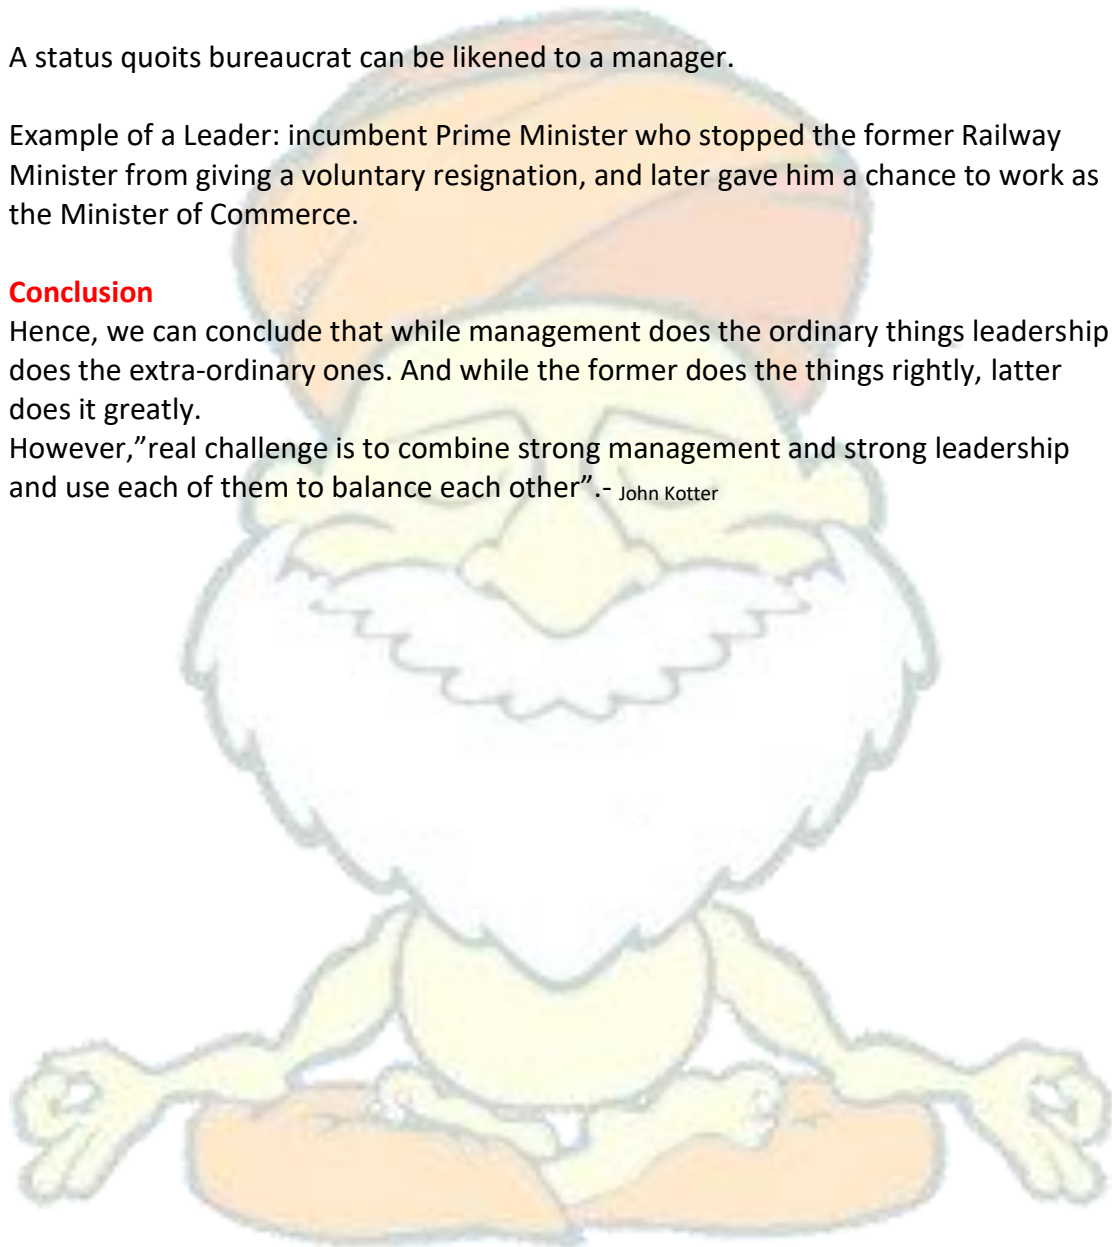 A status quoits bureaucrat can be likened to a manager.
Example of a Leader: incumbent Prime Minister who stopped the former Railway
Minister from giving a voluntary resignation, and later gave him a chance to work as
the Minister of Commerce.
Conclusion
Hence, we can conclude that while management does the ordinary things leadership
does the extra-ordinary ones. And while the former does the things rightly, latter
does it greatly.
However,”real challenge is to combine strong management and strong leadership
and use each of them to balance each other”.- John Kotter